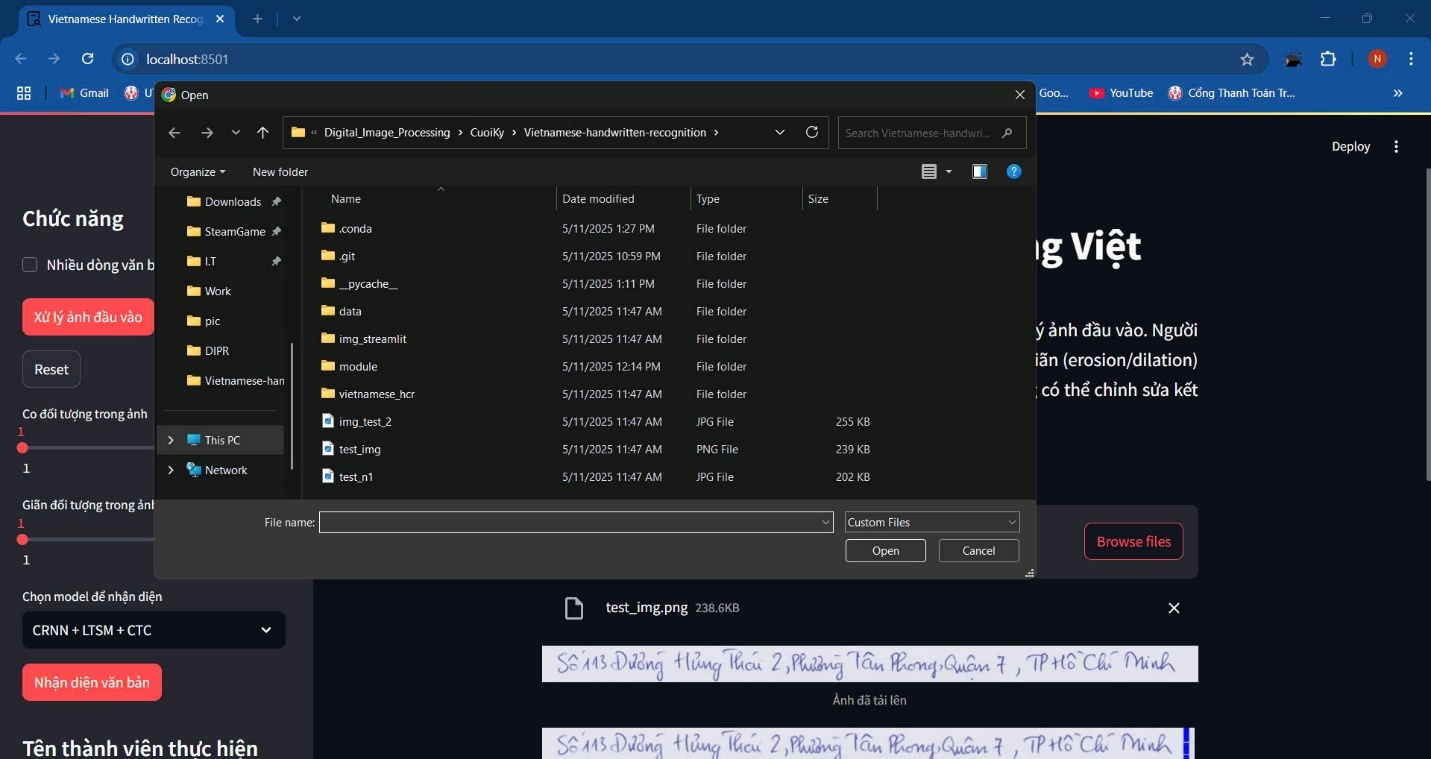 Vietnamese Handwritten Recog
localhost:8501
N
Gmail
Goo...
YouTube
Cổng Thanh Toán Tr...
Open
Digital_Image_Processing › CuoiKy › Vietnamese-handwritten-recognition ›
Search Vietnamese-handwri...
Organize
New folder
Deploy
Name Date modified Type Size
Downloads
SteamGame
I.T
Work
pic
DIPR
Vietnamese-han
This PC
Network
.conda 5/11/2025 1:27 PM File folder
.git 5/11/2025 10:59 PM File folder
__pycache__ 5/11/2025 1:11 PM File folder
data 5/11/2025 11:47 AM File folder
img_streamlit 5/11/2025 11:47 AM File folder
module 5/11/2025 12:14 PM File folder
vietnamese_hcr 5/11/2025 11:47 AM File folder
img_test_2 5/11/2025 11:47 AM JPG File 255 KB
test_img 5/11/2025 11:47 AM PNG File 239 KB
test_n1 5/11/2025 11:47 AM JPG File 202 KB
File name:
Custom Files
Open
Cancel
Chức năng
Nhiều dòng văn b
Xử lý ảnh đầu vào
Reset
Co đối tượng trong ảnh
1
1
Giãn đối tượng trong ảnh
1
1
Chọn model để nhận diện
CRNN + LTSM + CTC
Nhận diện văn bản
Tên thành viên thực hiện
g Việt
ý ảnh đầu vào. Người
iãn (erosion/dilation)
có thể chỉnh sửa kết
Browse files
test_img.png 238.6KB
Số 113 Đường Hưng Thái 2, Phường Tân Phong, Quận 7, TP Hồ Chí Minh
Ảnh đã tải lên
Số 113 Đường Hưng Thái 2, Phường Tân Phong, Quận 7, TP Hồ Chí Minh